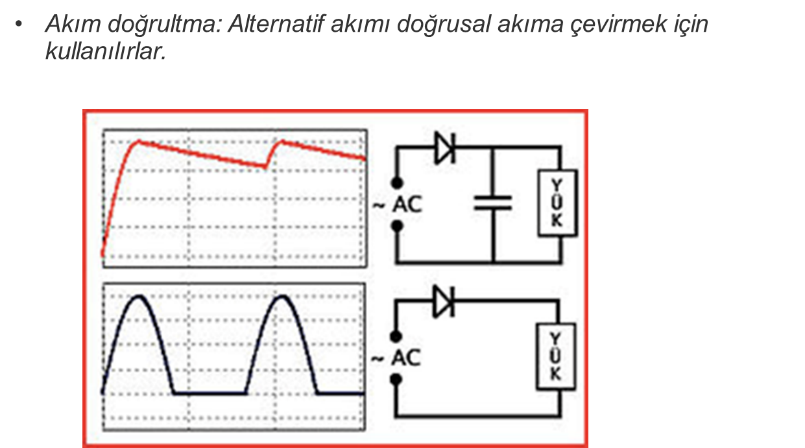 • Akım doğrultma: Alternatif akımı doğrusal akıma çevirmek için
kullanılırlar.
~ AC
YÜK
~ AC
YÜK